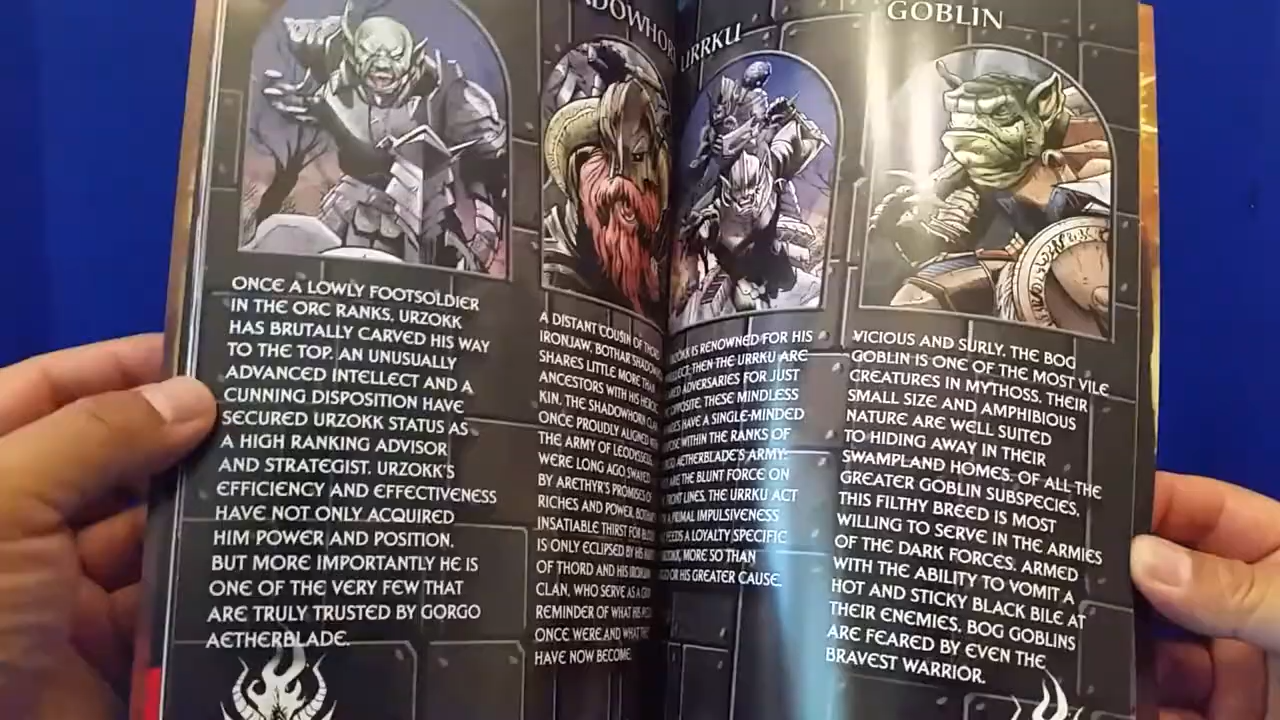 ONCE A LOWLY FOOTSOLDIER
IN THE ORC RANKS, URZOKK
HAS BRUTALLY CARVED HIS WAY
TO THE TOP. AN UNUSUALLY
ADVANCED INTELLECT AND A
CUNNING DISPOSITION HAVE
SECURED URZOKK STATUS AS
A HIGH RANKING ADVISOR
AND STRATEGIST. URZOKK'S
EFFICIENCY AND EFFECTIVENESS
HAVE NOT ONLY ACQUIRED
HIM POWER AND POSITION,
BUT MORE IMPORTANTLY HE IS
ONE OF THE VERY FEW THAT
ARE TRULY TRUSTED BY GORGO
AETHERBLADE.
A DISTANT COUSIN OF
IRONJAW, BOTHAR
SHARES LITTLE MORE
ANCESTORS WITH HIS
KIN. THE SHADOWHORN
ONCE PROUDLY ALIGNED
THE ARMY OF
WERE LONG AGO SWAYED
BY ARETHYR'S PROMISES OF
RICHES AND POWER.
INSATIABLE THIRST FOR
IS ONLY ECLIPSED BY HIS
OF THORD AND HIS
CLAN, WHO SERVE AS A
REMINDER OF WHAT HIS
ONCE WERE AND WHAT
HAVE NOW BECOME.
URRKU
IS RENOWNED FOR HIS
THEN THE URRKU ARE
ADVERSARIES FOR JUST
THESE MINDLESS
HAVE A SINGLE-MINDED
WITHIN THE RANKS OF
AETHERBLADE'S ARMY:
ARE THE BLUNT FORCE ON
LINES. THE URRKU ACT
PRIMAL IMPULSIVENESS
A LOYALTY SPECIFIC
MORE SO THAN
OR HIS GREATER CAUSE.
GOBLIN
VICIOUS AND SURLY, THE BOG
GOBLIN IS ONE OF THE MOST VILE
CREATURES IN MYTHOSS. THEIR
SMALL SIZE AND AMPHIBIOUS
NATURE ARE WELL SUITED
TO HIDING AWAY IN THEIR
SWAMPLAND HOMES. OF ALL THE
GREATER GOBLIN SUBSPECIES,
THIS FILTHY BREED IS MOST
WILLING TO SERVE IN THE ARMIES
OF THE DARK FORCES. ARMED
WITH THE ABILITY TO VOMIT A
HOT AND STICKY BLACK BILE AT
THEIR ENEMIES, BOG GOBLINS
ARE FEARED BY EVEN THE
BRAVEST WARRIOR.